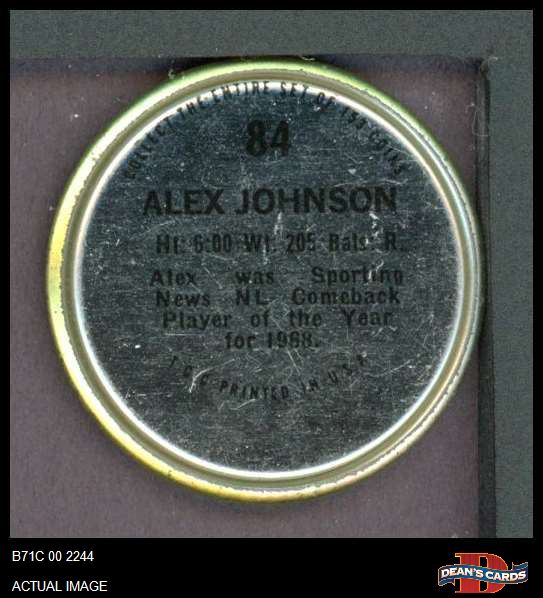 COLLECT THE ENTIRE SET OF 153 COINS
84
ALEX JOHNSON
Ht: 6:00 Wt: 205 Bats: R.
Alex was Sporting
News NL Comeback
Player of the Year
for 1968.
T.C.G. PRINTED IN U.S.A.
B71C 00 2244
ACTUAL IMAGE
D
DEAN'S CARDS